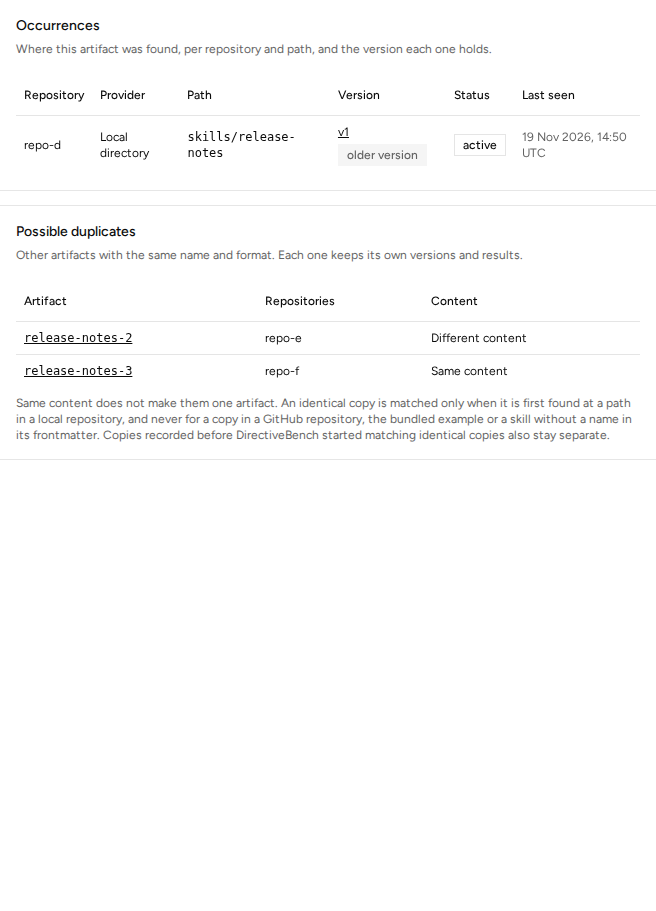 Occurrences
Where this artifact was found, per repository and path, and the version each one holds.
Repository Provider Path Version Status Last seen
repo-d Local directory skills/release-notes v1 older version active 19 Nov 2026, 14:50 UTC
Possible duplicates
Other artifacts with the same name and format. Each one keeps its own versions and results.
Artifact Repositories Content
release-notes-2 repo-e Different content
release-notes-3 repo-f Same content
Same content does not make them one artifact. An identical copy is matched only when it is first found at a path
in a local repository, and never for a copy in a GitHub repository, the bundled example or a skill without a name in
its frontmatter. Copies recorded before DirectiveBench started matching identical copies also stay separate.